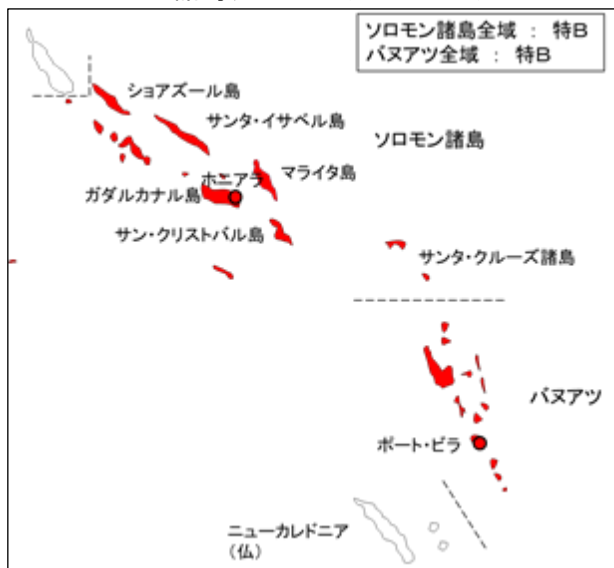 ソロモン諸島全域 ： 特B
バヌアツ全域 ： 特B
ショアズール島
サンタ・イサベル島
ソロモン諸島
ホニアラ
マライタ島
ガダルカナル島
サン・クリストバル島
サンタ・クルーズ諸島
バヌアツ
ポート・ビラ
ニューカレドニア
（仏）